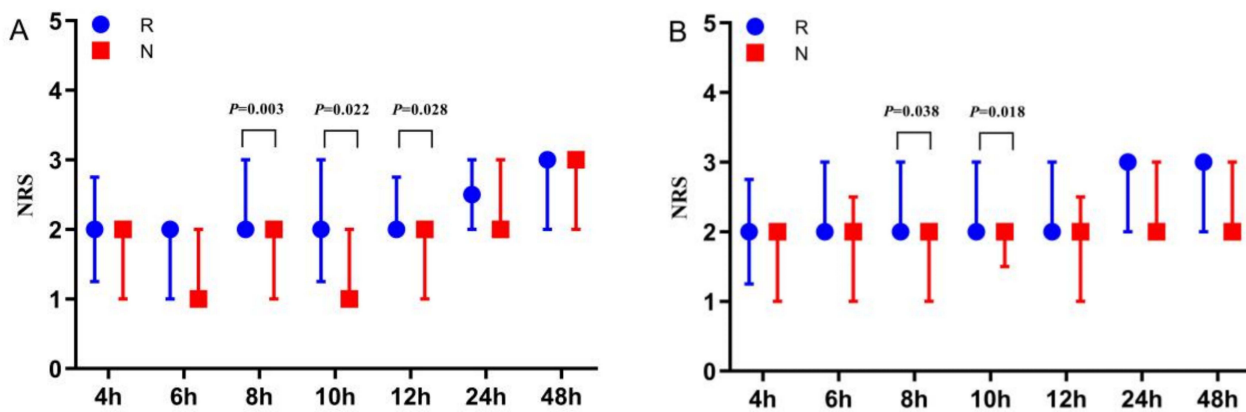 A
R
N
P=0.003
P=0.022
P=0.028
NRS
5
4
3
2
1
0
4h 6h 8h 10h 12h 24h 48h
B
R
N
P=0.038
P=0.018
NRS
5
4
3
2
1
0
4h 6h 8h 10h 12h 24h 48h